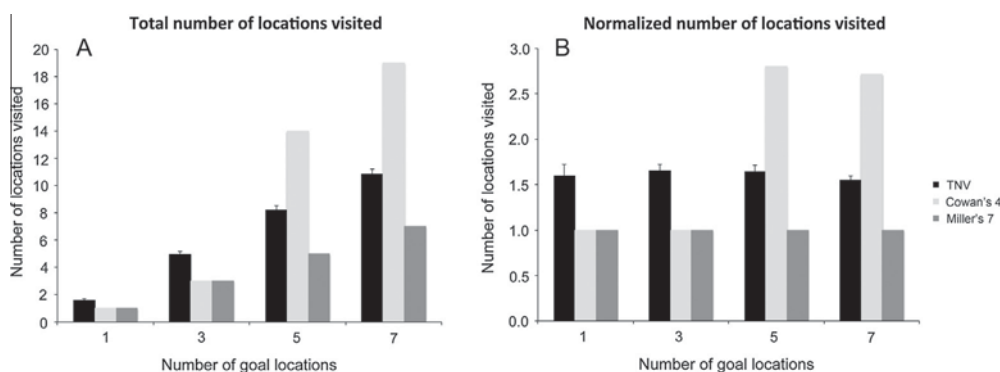 Total number of locations visited
A
20
18
16
14
12
10
8
6
4
2
0
Number of locations visited
1 3 5 7
Number of goal locations
Normalized number of locations visited
B
3.0
2.5
2.0
1.5
1.0
0.5
0.0
Number of locations visited
1 3 5 7
Number of goal locations
TNV
Cowan's 4
Miller's 7